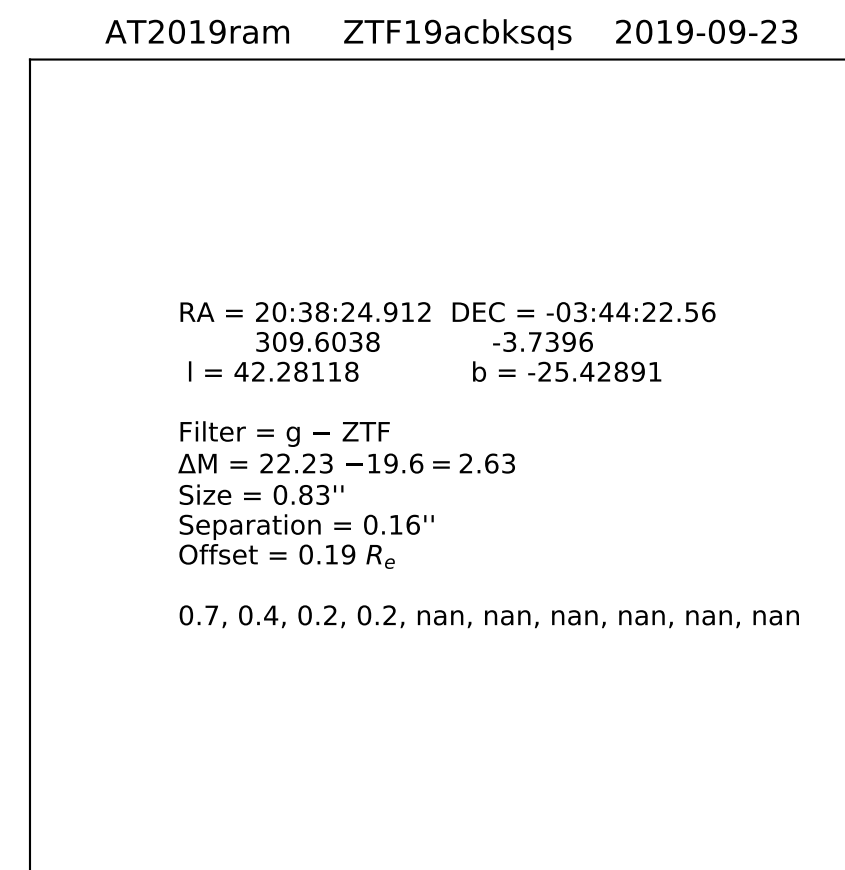 AT2019ram ZTF19acbksqs 2019-09-23
RA = 20:38:24.912 DEC = -03:44:22.56
309.6038 -3.7396
l = 42.28118 b = -25.42891
Filter = g − ZTF
ΔM = 22.23 −19.6 = 2.63
Size = 0.83''
Separation = 0.16''
Offset = 0.19 Re
0.7, 0.4, 0.2, 0.2, nan, nan, nan, nan, nan, nan